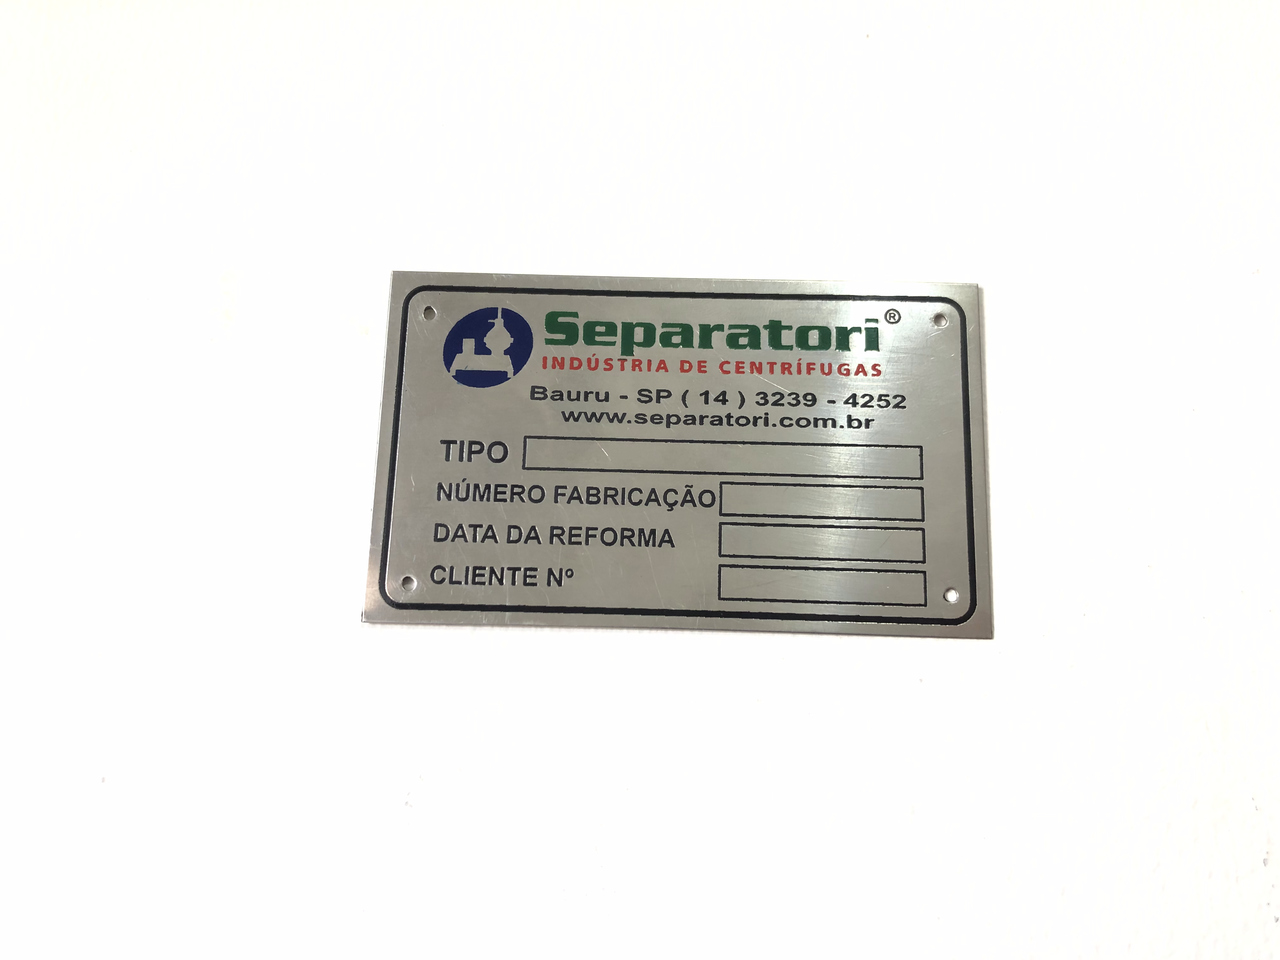 Separatori®
INDÚSTRIA DE CENTRÍFUGAS
Bauru - SP ( 14 ) 3239 - 4252
www.separatori.com.br
TIPO
NÚMERO FABRICAÇÃO
DATA DA REFORMA
CLIENTE Nº